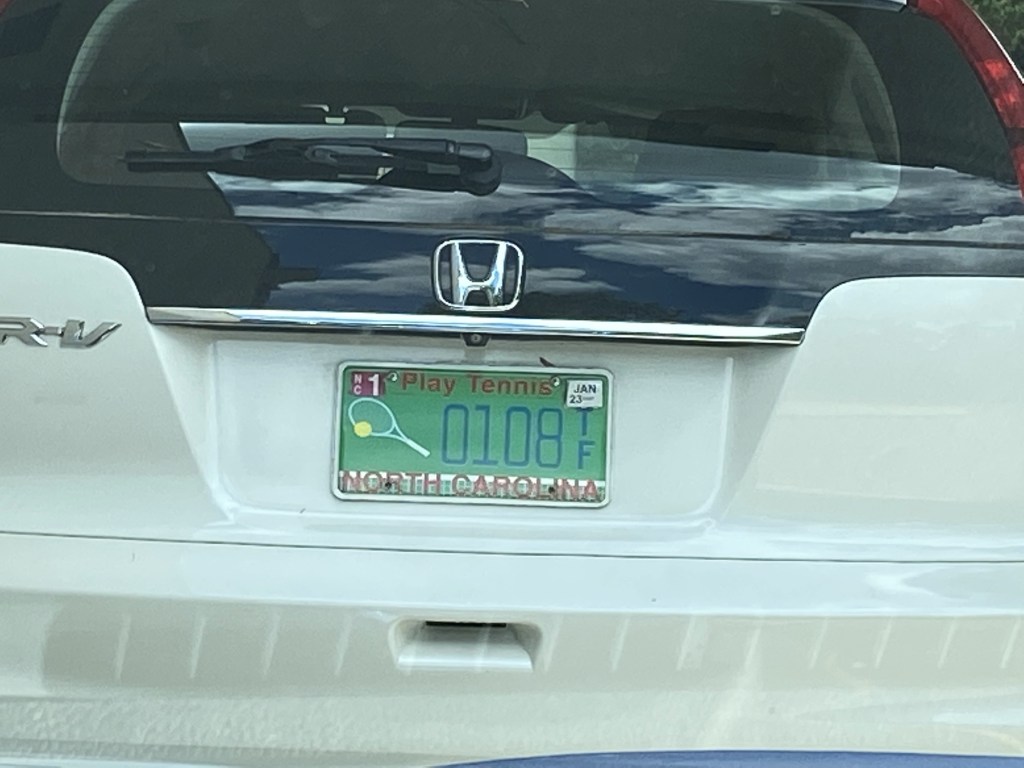 R-V
NC 1 Play Tennis JAN
23
0108 TF
NORTH CAROLINA